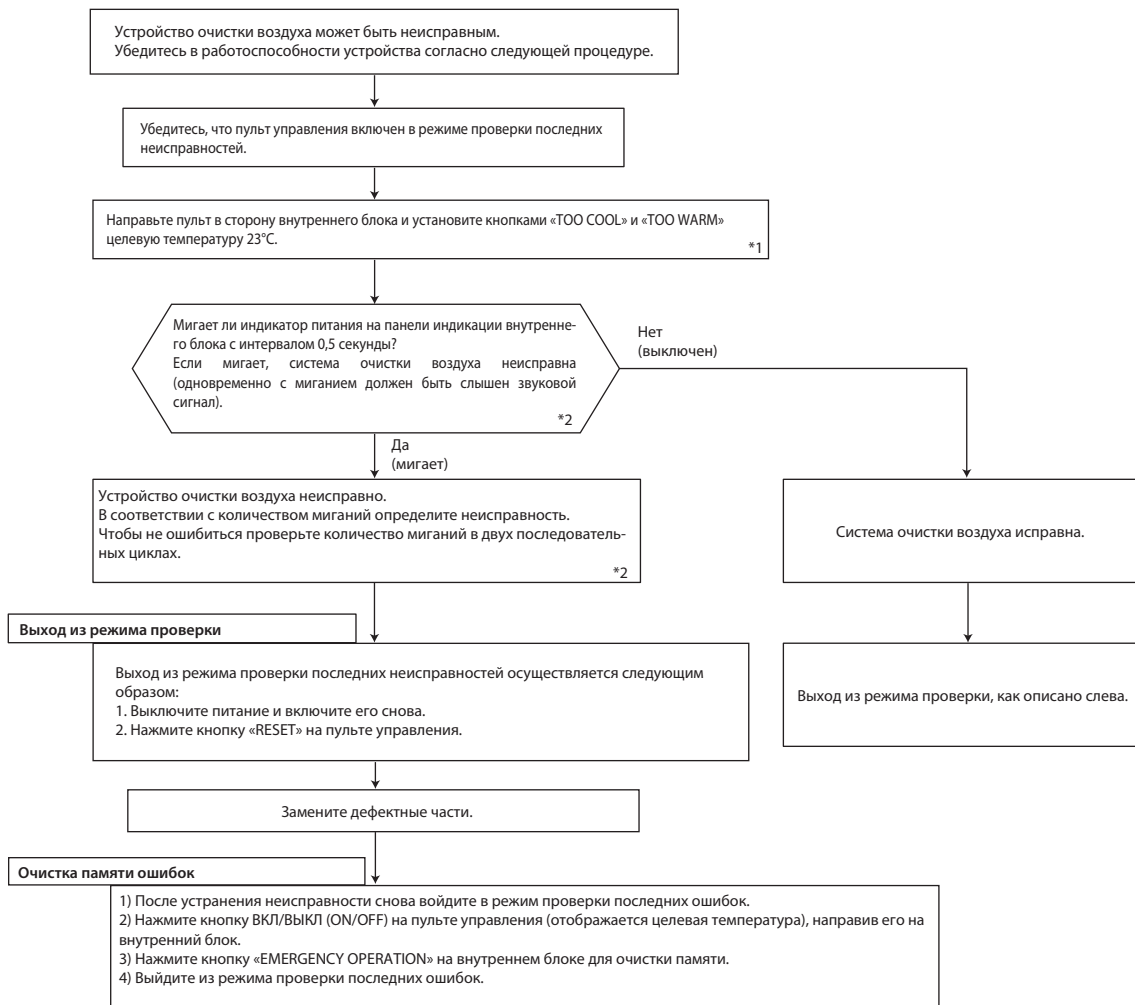 Устройство очистки воздуха может быть неисправным.
Убедитесь в работоспособности устройства согласно следующей процедуре.
Убедитесь, что пульт управления включен в режиме проверки последних
неисправностей.
Направьте пульт в сторону внутреннего блока и установите кнопками «TOO COOL» и «TOO WARM»
целевую температуру 23°C.
*1
Мигает ли индикатор питания на панели индикации внутренне-
го блока с интервалом 0,5 секунды?
Если мигает, система очистки воздуха неисправна
(одновременно с миганием должен быть слышен звуковой
сигнал).
*2
Нет
(выключен)
Да
(мигает)
Устройство очистки воздуха неисправно.
В соответствии с количеством миганий определите неисправность.
Чтобы не ошибиться проверьте количество миганий в двух последователь-
ных циклах.
*2
Система очистки воздуха исправна.
Выход из режима проверки
Выход из режима проверки последних неисправностей осуществляется следующим
образом:
1. Выключите питание и включите его снова.
2. Нажмите кнопку «RESET» на пульте управления.
Выход из режима проверки, как описано слева.
Замените дефектные части.
Очистка памяти ошибок
1) После устранения неисправности снова войдите в режим проверки последних ошибок.
2) Нажмите кнопку ВКЛ/ВЫКЛ (ON/OFF) на пульте управления (отображается целевая температура), направив его на
внутренний блок.
3) Нажмите кнопку «EMERGENCY OPERATION» на внутреннем блоке для очистки памяти.
4) Выйдите из режима проверки последних ошибок.